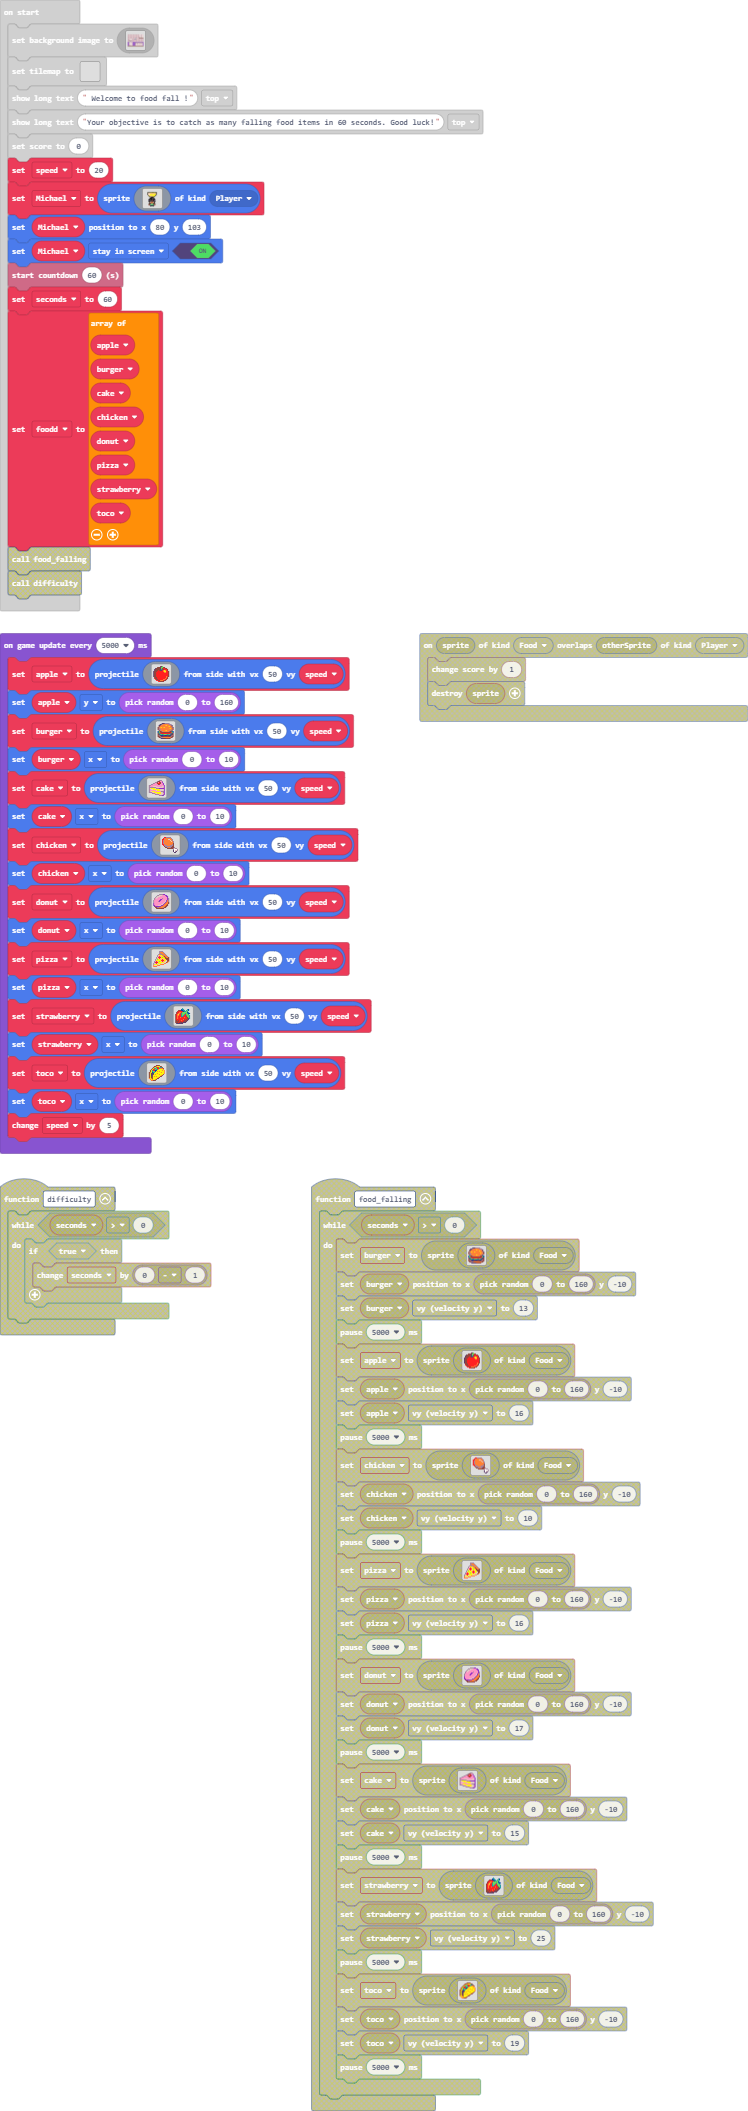 on start
set background image to
set tilemap to
show long text " Welcome to food fall !" top
show long text "Your objective is to catch as many falling food items in 60 seconds. Good luck!" top
set score to 0
set speed to 20
set Michael to sprite of kind Player
set Michael position to x 80 y 103
set Michael stay in screen ON
start countdown 60 (s)
set seconds to 60
array of
apple
burger
cake
chicken
set foodd to
donut
pizza
strawberry
toco
call food_falling
call difficulty
on game update every 5000 ms
set apple to projectile from side with vx 50 vy speed
set apple y to pick random 0 to 160
set burger to projectile from side with vx 50 vy speed
set burger x to pick random 0 to 10
set cake to projectile from side with vx 50 vy speed
set cake x to pick random 0 to 10
set chicken to projectile from side with vx 50 vy speed
set chicken x to pick random 0 to 10
set donut to projectile from side with vx 50 vy speed
set donut x to pick random 0 to 10
set pizza to projectile from side with vx 50 vy speed
set pizza x to pick random 0 to 10
set strawberry to projectile from side with vx 50 vy speed
set strawberry x to pick random 0 to 10
set toco to projectile from side with vx 50 vy speed
set toco x to pick random 0 to 10
change speed by 5
on sprite of kind Food overlaps otherSprite of kind Player
change score by 1
destroy sprite
function difficulty
while seconds > 0
do if true then
change seconds by 0 - 1
function food_falling
while seconds > 0
do
set burger to sprite of kind Food
set burger position to x pick random 0 to 160 y -10
set burger vy (velocity y) to 13
pause 5000 ms
set apple to sprite of kind Food
set apple position to x pick random 0 to 160 y -10
set apple vy (velocity y) to 16
pause 5000 ms
set chicken to sprite of kind Food
set chicken position to x pick random 0 to 160 y -10
set chicken vy (velocity y) to 10
pause 5000 ms
set pizza to sprite of kind Food
set pizza position to x pick random 0 to 160 y -10
set pizza vy (velocity y) to 16
pause 5000 ms
set donut to sprite of kind Food
set donut position to x pick random 0 to 160 y -10
set donut vy (velocity y) to 17
pause 5000 ms
set cake to sprite of kind Food
set cake position to x pick random 0 to 160 y -10
set cake vy (velocity y) to 15
pause 5000 ms
set strawberry to sprite of kind Food
set strawberry position to x pick random 0 to 160 y -10
set strawberry vy (velocity y) to 25
pause 5000 ms
set toco to sprite of kind Food
set toco position to x pick random 0 to 160 y -10
set toco vy (velocity y) to 19
pause 5000 ms